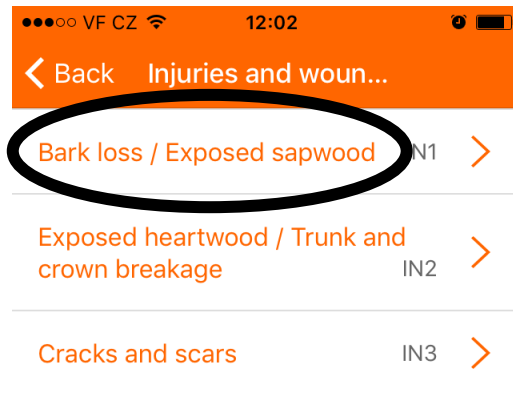 VF CZ 12:02
Back Injuries and woun...
Bark loss / Exposed sapwood IN1
Exposed heartwood / Trunk and
crown breakage IN2
Cracks and scars IN3